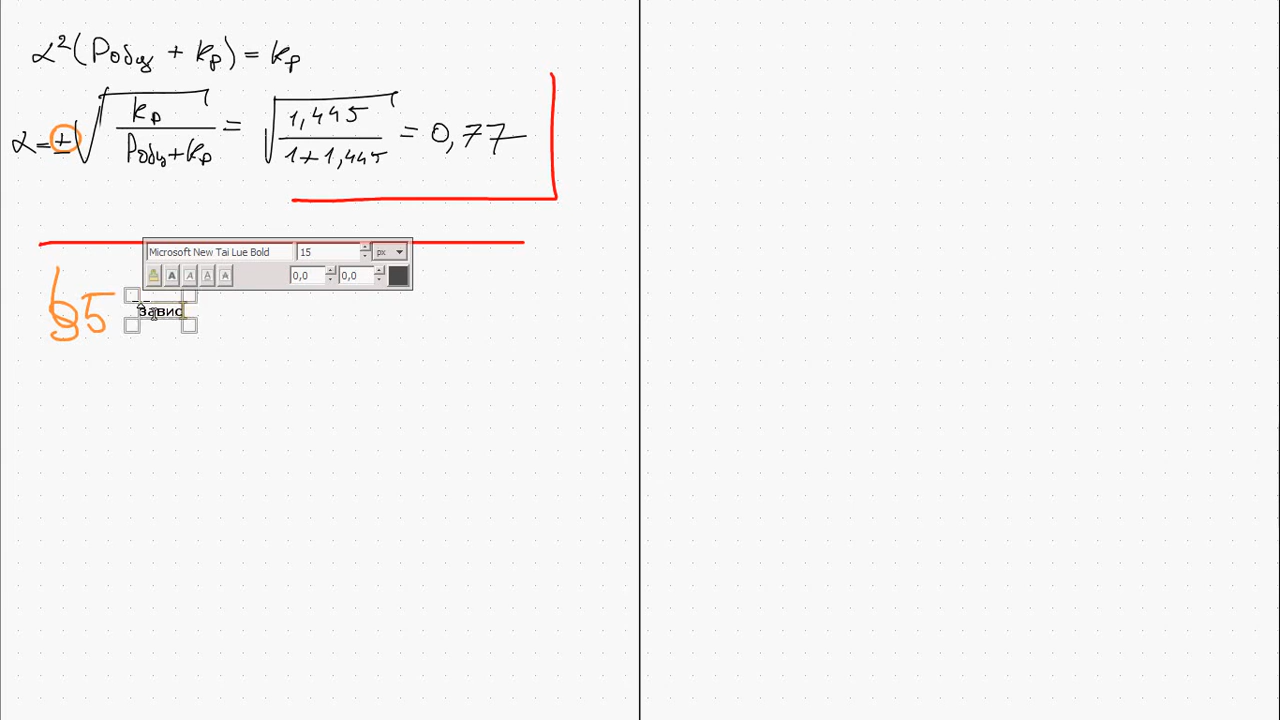 α²(Pобщ + kp) = kp
α = ± √(kp / (Pобщ + kp)) = √(1,445 / (1 + 1,445)) = 0,77
Microsoft New Tai Lue Bold 15 px
0,0 0,0
§5 Завис